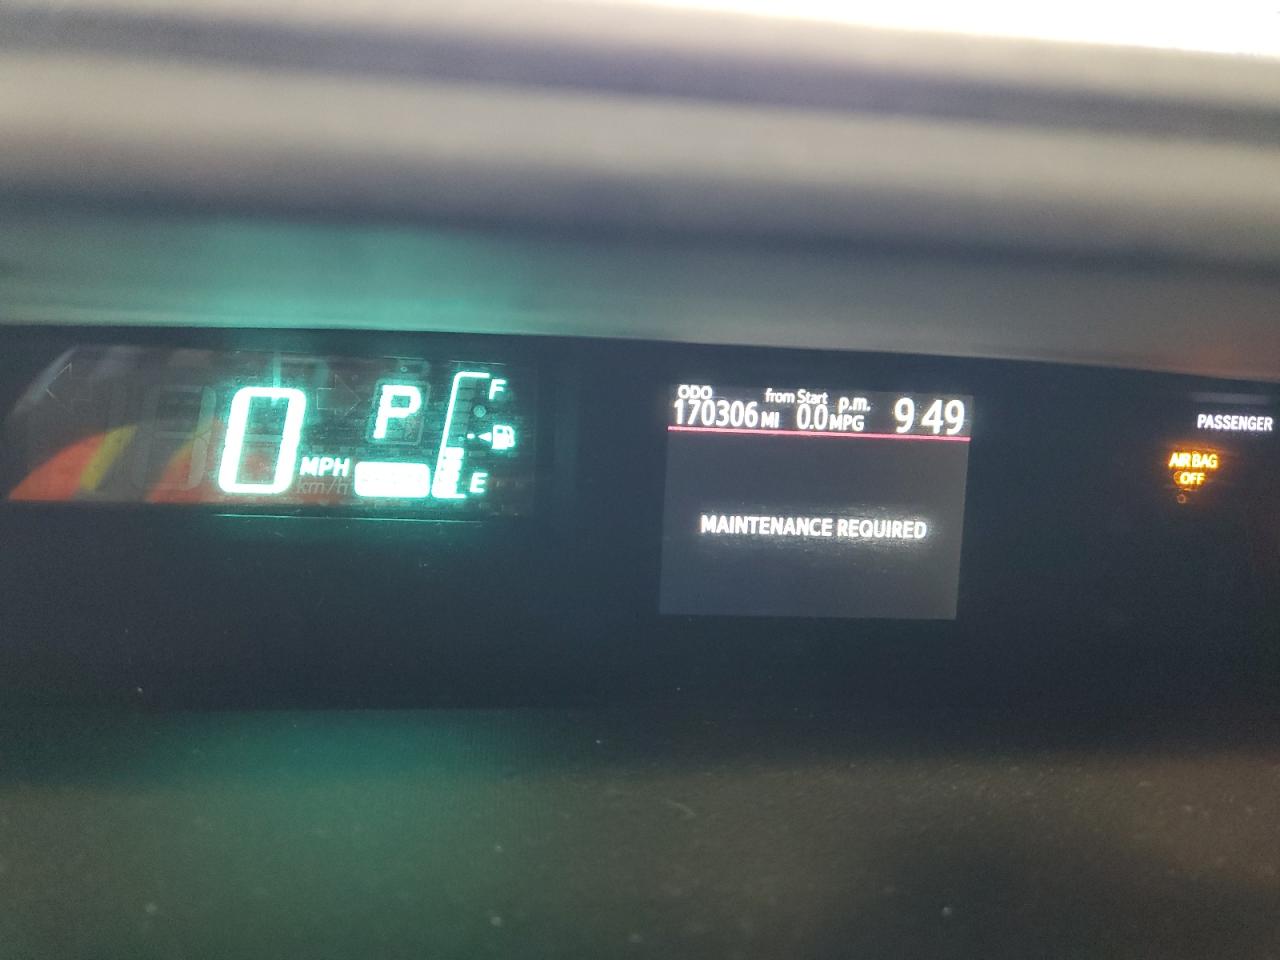 0 MPH
km/h
P
F
E
ODO from Start p.m. 9 49
170306 MI 0.0 MPG
MAINTENANCE REQUIRED
PASSENGER
AIR BAG
OFF